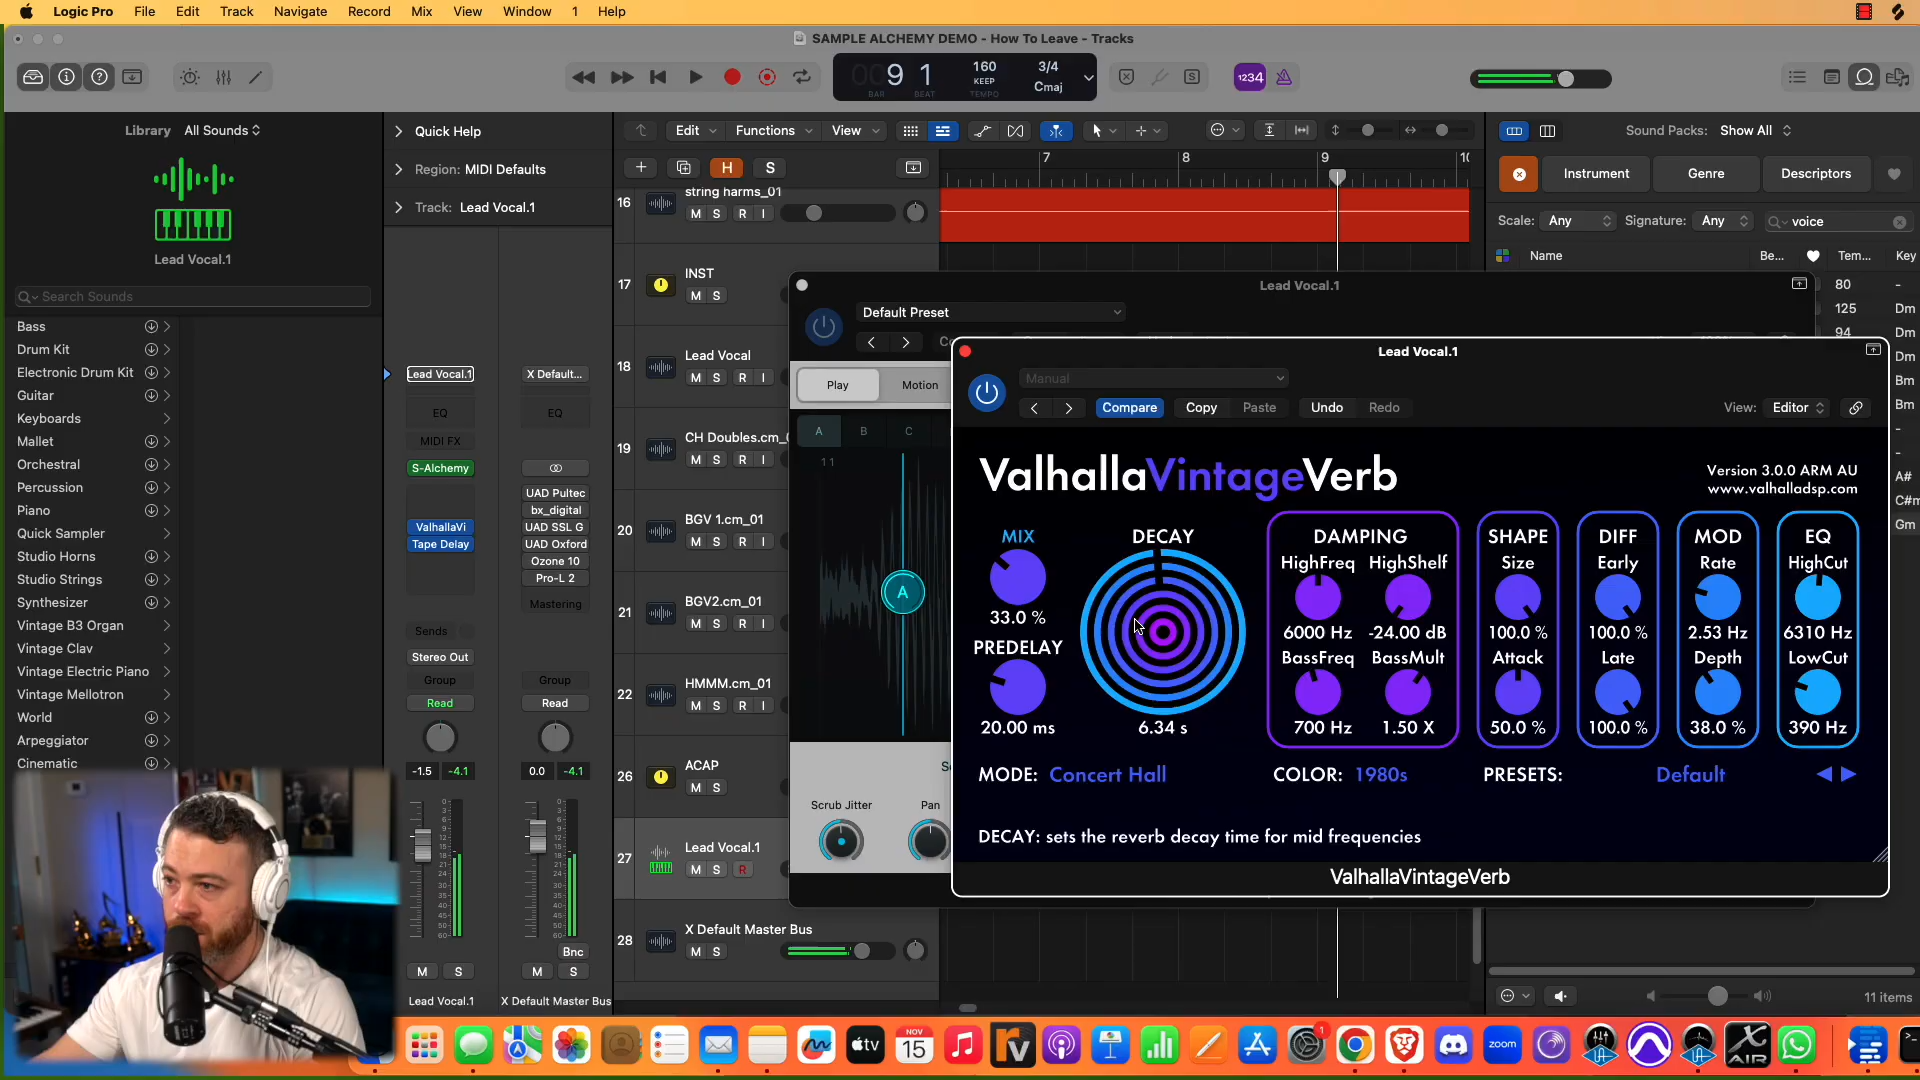 Logic Pro File Edit Track Navigate Record Mix View Window 1 Help
SAMPLE ALCHEMY DEMO - How To Leave - Tracks
9 1 160 3/4
KEEP
Cmaj
BAR BEAT TEMPO
1234
Library All Sounds
Lead Vocal.1
Search Sounds
Bass
Drum Kit
Electronic Drum Kit
Guitar
Keyboards
Mallet
Orchestral
Percussion
Piano
Quick Sampler
Studio Horns
Studio Strings
Synthesizer
Vintage B3 Organ
Vintage Clav
Vintage Electric Piano
Vintage Mellotron
World
Arpeggiator
Cinematic
Quick Help
Region: MIDI Defaults
Track: Lead Vocal.1
Lead Vocal.1 X Default...
EQ EQ
MIDI FX
S-Alchemy
UAD Pultec
bx_digital
ValhallaVi UAD SSL G
Tape Delay UAD Oxford
Ozone 10
Pro-L 2
Mastering
Sends
Stereo Out
Group Group
Read Read
-1.5 -4.1 0.0 -4.1
Bnc
M S M S
Lead Vocal.1 X Default Master Bus
Edit Functions View
H S
7 8 9 10
16 string harms_01
M S R I
17 INST
M S
18 Lead Vocal
M S R I
19 CH Doubles.cm_
M S R I
20 BGV 1.cm_01
M S R I
21 BGV2.cm_01
M S R I
22 HMMM.cm_01
M S R I
26 ACAP
M S
27 Lead Vocal.1
M S R
28 X Default Master Bus
M S
Lead Vocal.1
Default Preset
Play Motion
A B C
1 1
A
Scrub Jitter Pan
Lead Vocal.1
Manual
Compare Copy Paste Undo Redo View: Editor
ValhallaVintageVerb
Version 3.0.0 ARM AU
www.valhalladsp.com
MIX DECAY DAMPING SHAPE DIFF MOD EQ
HighFreq HighShelf Size Early Rate HighCut
33.0 % 6000 Hz -24.00 dB 100.0 % 100.0 % 2.53 Hz 6310 Hz
PREDELAY BassFreq BassMult Attack Late Depth LowCut
20.00 ms 6.34 s 700 Hz 1.50 X 50.0 % 100.0 % 38.0 % 390 Hz
MODE: Concert Hall COLOR: 1980s PRESETS: Default
DECAY: sets the reverb decay time for mid frequencies
ValhallaVintageVerb
Sound Packs: Show All
Instrument Genre Descriptors
Scale: Any Signature: Any voice
Name Be... Tem... Key
80 -
125 Dm
94 Dm
Dm
Bm
Bm
-
-
A#
C#m
Gm
11 items
NOV
15
tv
zoom
X AIR
1